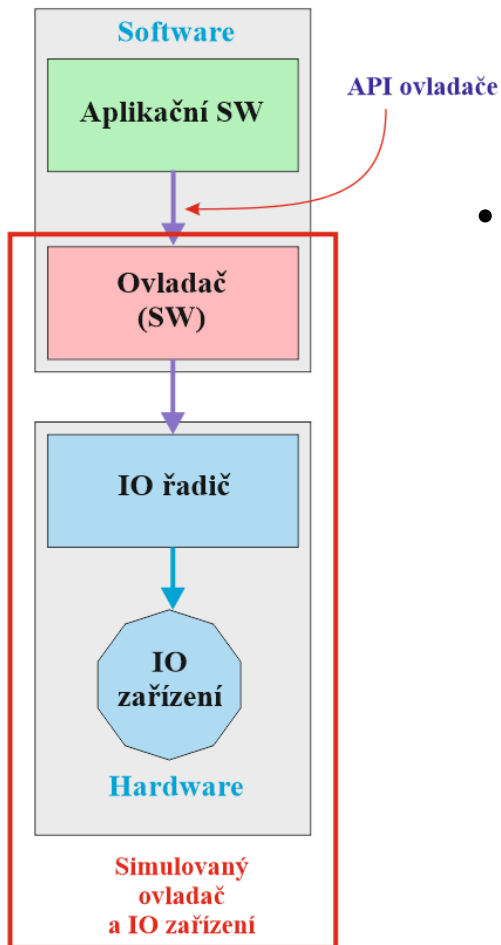 Software
Aplikační SW
API ovladače
Ovladač
(SW)
IO řadič
IO
zařízení
Hardware
Simulovaný
ovladač
a IO zařízení